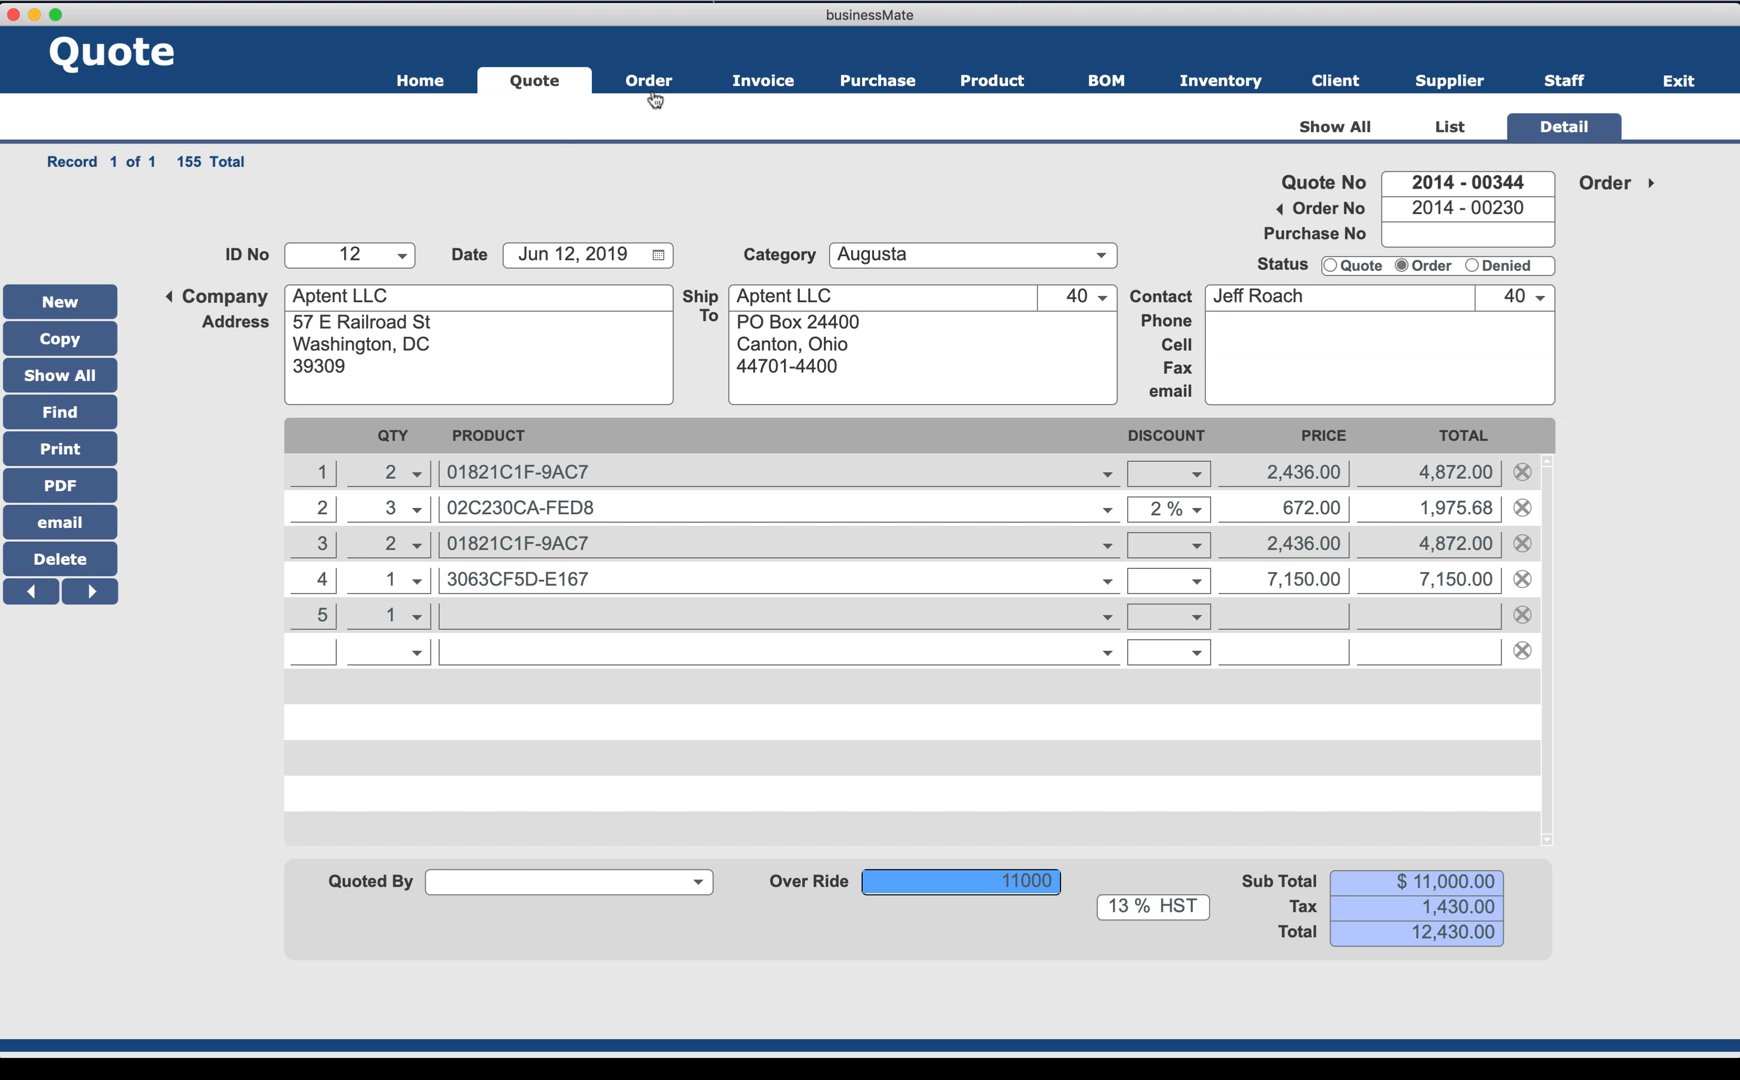 businessMate
Quote
Home Quote Order Invoice Purchase Product BOM Inventory Client Supplier Staff Exit
Show All List Detail
Record 1 of 1 155 Total
Quote No 2014 - 00344 Order
Order No 2014 - 00230
Purchase No
ID No 12 Date Jun 12, 2019 Category Augusta
Status Quote Order Denied
New
Copy
Show All
Find
Print
PDF
email
Delete
Company Aptent LLC
Address 57 E Railroad St
Washington, DC
39309
Ship To Aptent LLC 40
PO Box 24400
Canton, Ohio
44701-4400
Contact Jeff Roach 40
Phone
Cell
Fax
email
QTY PRODUCT DISCOUNT PRICE TOTAL
1 2 01821C1F-9AC7 2,436.00 4,872.00
2 3 02C230CA-FED8 2 % 672.00 1,975.68
3 2 01821C1F-9AC7 2,436.00 4,872.00
4 1 3063CF5D-E167 7,150.00 7,150.00
5 1
Quoted By Over Ride 11000 Sub Total $ 11,000.00
13 % HST Tax 1,430.00
Total 12,430.00